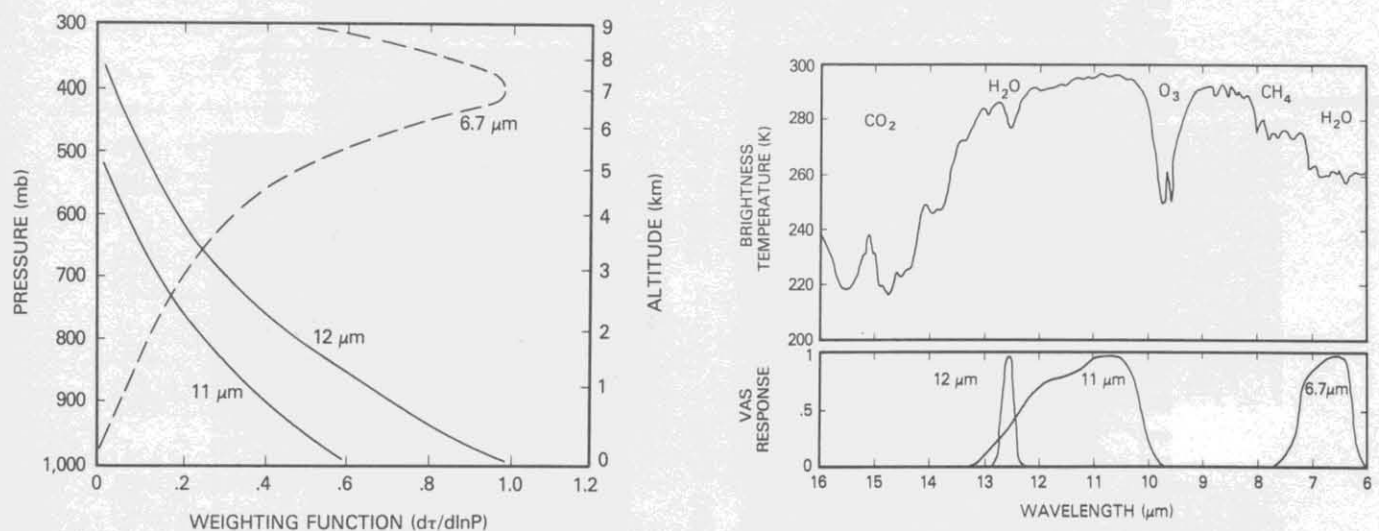 300
400
500
600
700
800
900
1,000
PRESSURE (mb)
0
.2
.4
.6
.8
1.0
1.2
WEIGHTING FUNCTION (dτ/dlnP)
9
8
7
6
5
4
3
2
1
0
ALTITUDE (km)
6.7 μm
12 μm
11 μm
300
280
260
240
220
200
BRIGHTNESS
TEMPERATURE (K)
CO₂
H₂O
O₃
CH₄
H₂O
1
.5
0
VAS
RESPONSE
12 μm
11 μm
6.7μm
16
15
14
13
12
11
10
9
8
7
6
WAVELENGTH (μm)